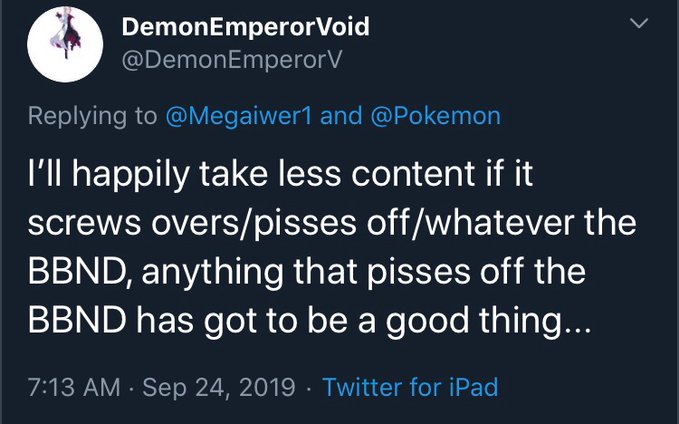 DemonEmperorVoid
@DemonEmperorV
Replying to @Megaiwer1 and @Pokemon
I’ll happily take less content if it
screws overs/pisses off/whatever the
BBND, anything that pisses off the
BBND has got to be a good thing...
7:13 AM · Sep 24, 2019 · Twitter for iPad